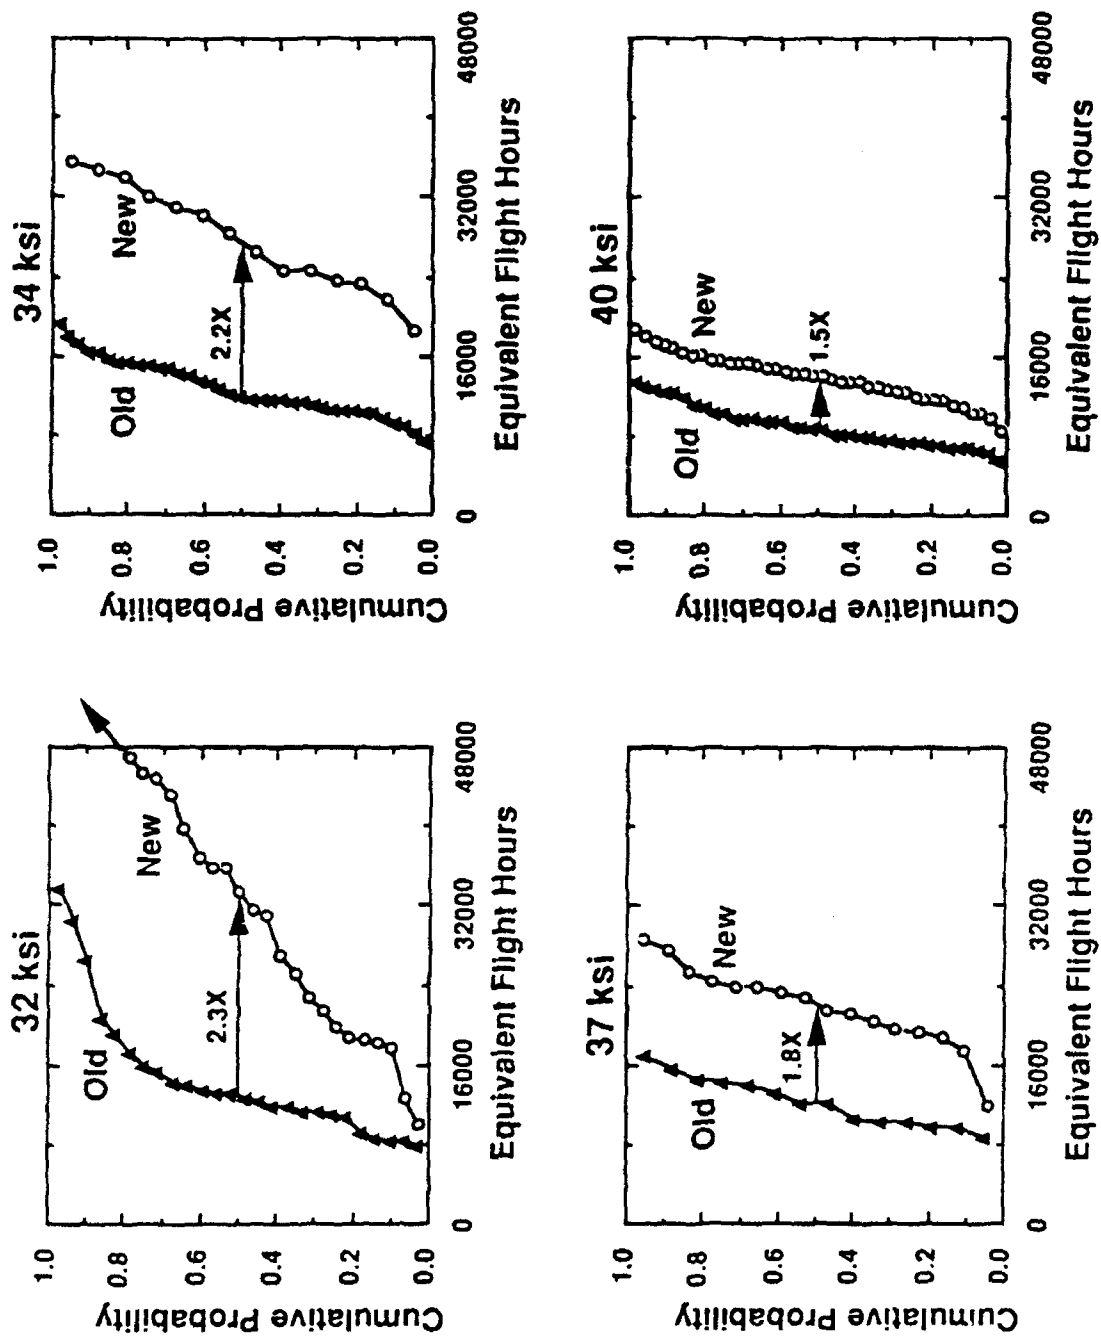 32 ksi
1.0
0.8
0.6
0.4
0.2
0.0
Cumulative Probability
Old
New
2.3X
0
16000
32000
48000
Equivalent Flight Hours
34 ksi
1.0
0.8
0.6
0.4
0.2
0.0
Cumulative Probability
Old
New
2.2X
0
16000
32000
48000
Equivalent Flight Hours
37 ksi
1.0
0.8
0.6
0.4
0.2
0.0
Cumulative Probability
Old
New
1.8X
0
16000
32000
48000
Equivalent Flight Hours
40 ksi
1.0
0.8
0.6
0.4
0.2
0.0
Cumulative Probability
Old
New
1.5X
0
16000
32000
48000
Equivalent Flight Hours